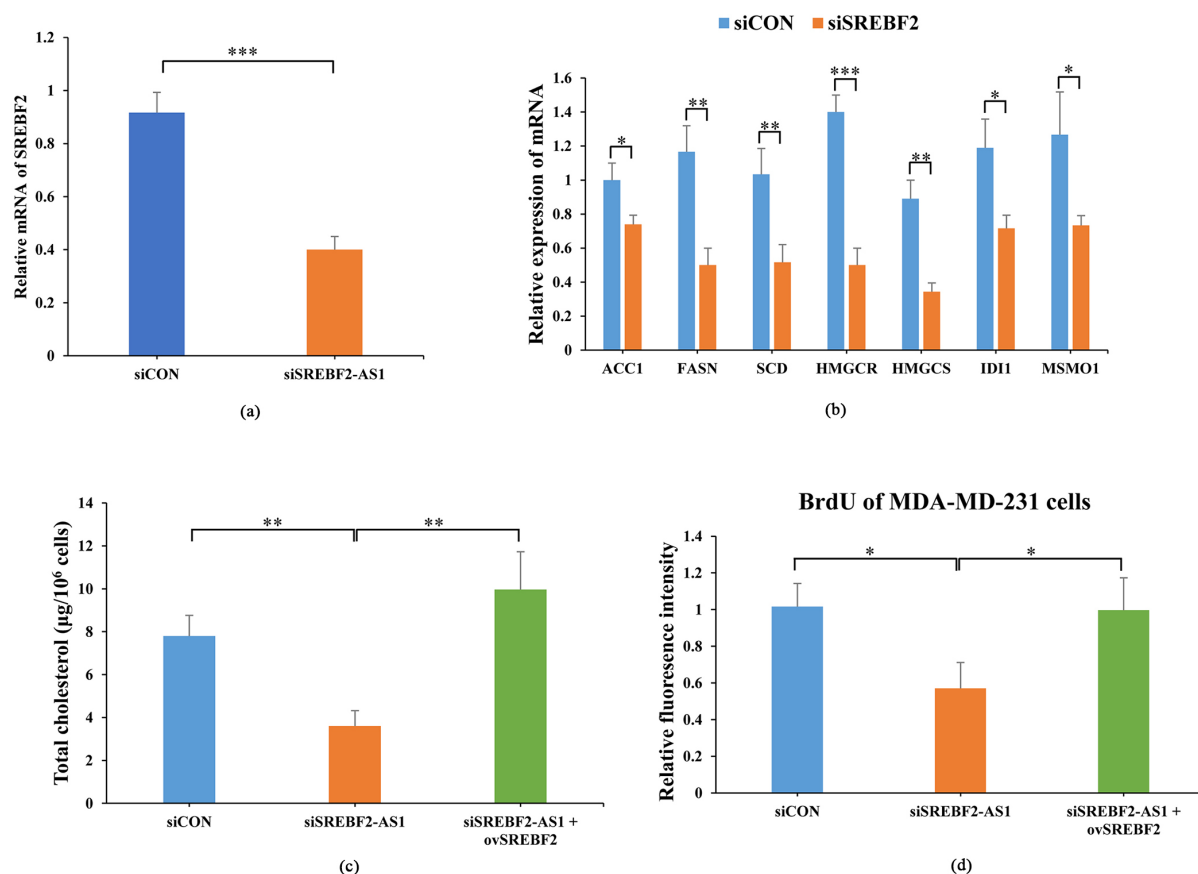 1.2
1
0.8
0.6
0.4
0.2
0
Relative mRNA of SREBF2
***
siCON
siSREBF2-AS1
(a)
siCON
siSREBF2
1.6
1.4
1.2
1
0.8
0.6
0.4
0.2
0
Relative expression of mRNA
*
**
**
***
**
*
*
ACC1
FASN
SCD
HMGCR
HMGCS
IDI1
MSMO1
(b)
14
12
10
8
6
4
2
0
Total cholesterol (μg/10⁶ cells)
**
**
siCON
siSREBF2-AS1
siSREBF2-AS1 +
ovSREBF2
(c)
BrdU of MDA-MD-231 cells
1.4
1.2
1
0.8
0.6
0.4
0.2
0
Relative fluoresence intensity
*
*
siCON
siSREBF2-AS1
siSREBF2-AS1 +
ovSREBF2
(d)